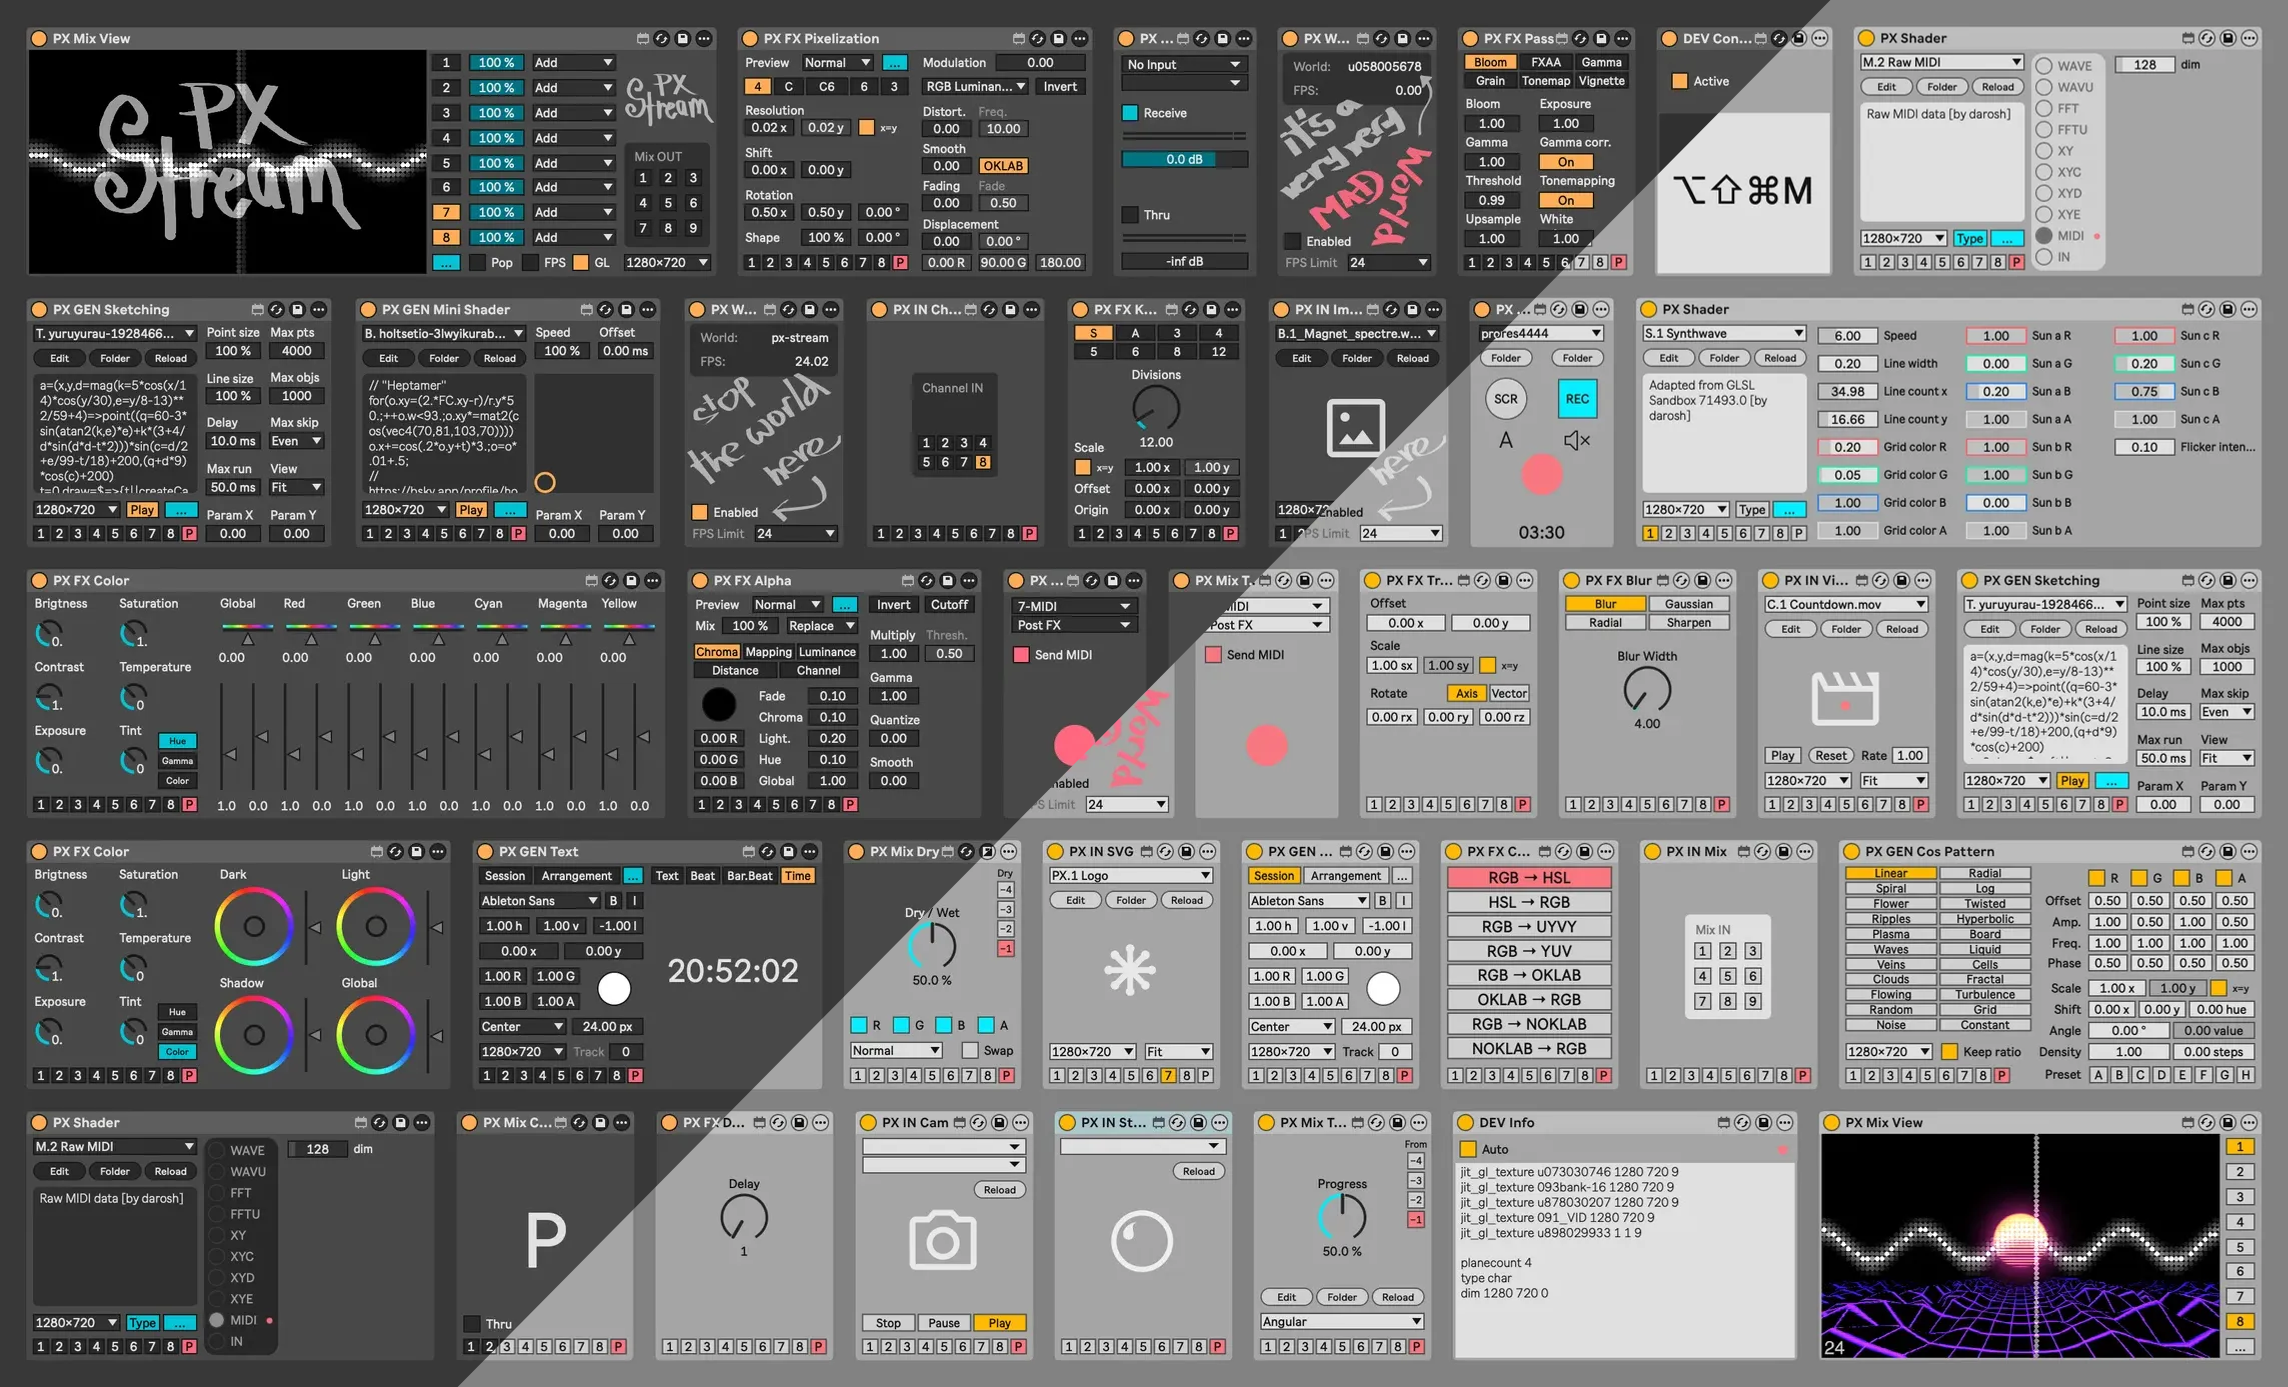 PX Mix View
PX Stream
1 100 % Add
2 100 % Add
3 100 % Add
4 100 % Add
5 100 % Add
6 100 % Add
7 100 % Add
8 100 % Add
... Pop FPS GL 1280×720
PX Stream
Mix OUT
1 2 3
4 5 6
7 8 9
PX FX Pixelization
Preview Normal ... Modulation 0.00
4 C C6 6 3 RGB Luminan... Invert
Resolution Distort. Freq.
0.02 x 0.02 y x=y 0.00 10.00
Shift Smooth
0.00 x 0.00 y 0.00 OKLAB
Rotation Fading Fade
0.50 x 0.50 y 0.00 ° 0.00 0.50
Displacement
Shape 100 % 0.00 ° 0.00 0.00 °
1 2 3 4 5 6 7 8 P 0.00 R 90.00 G 180.00
PX ...
No Input
Receive
0.0 dB
Thru
-inf dB
PX W...
World: u058005678
FPS: 0.00
it's a
very very
MAD
World
Enabled
FPS Limit 24
PX FX Pass
Bloom FXAA Gamma
Grain Tonemap Vignette
Bloom Exposure
1.00 1.00
Gamma Gamma corr.
1.00 On
Threshold Tonemapping
0.99 On
Upsample White
1.00 1.00
1 2 3 4 5 6 7 8 P
DEV Con...
Active
⌥⇧⌘M
PX Shader
M.2 Raw MIDI
Edit Folder Reload
Raw MIDI data [by darosh]
1280×720 Type ...
1 2 3 4 5 6 7 8 P
WAVE
WAVU
FFT
FFTU
XY
XYC
XYD
XYE
MIDI
IN
128 dim
PX GEN Sketching
T. yuruyurau-1928466...
Edit Folder Reload
a=(x,y,d=mag(k=5*cos(x/1
4)*cos(y/30),e=y/8-13)**
2/59+4)=>point((q=60-3*
sin(atan2(k,e)*e)+k*(3+4/
d*sin(d*d-t*2)))*sin(c=d/2
+e/99-t/18)+200,(q+d*9)
*cos(c)+200)
t=0,draw=$=>{t||createCa
1280×720 Play ...
1 2 3 4 5 6 7 8 P
Point size Max pts
100 % 4000
Line size Max objs
100 % 1000
Delay Max skip
10.0 ms Even
Max run View
50.0 ms Fit
Param X Param Y
0.00 0.00
PX GEN Mini Shader
B. holtsetio-3lwyikurab...
Edit Folder Reload
// "Heptamer"
for(o.xy=(2.*FC.xy-r)/r.y*50.;++o.w<93.;o.xy*=mat2(c
os(vec4(70,81,103,70))))
o.x+=cos(.2*o.y+t)*3.;o=o*
.01+.5;
//
https://bsky.app/profile/ho
1280×720 Play ...
1 2 3 4 5 6 7 8 P
Speed Offset
100 % 0.00 ms
Param X Param Y
0.00 0.00
PX W...
World: px-stream
FPS: 24.02
stop
the world
here
Enabled
FPS Limit 24
PX IN Ch...
Channel IN
1 2 3 4
5 6 7 8
1 2 3 4 5 6 7 8 P
PX FX K...
S A 3 4
5 6 8 12
Divisions
12.00
Scale
x=y 1.00 x 1.00 y
Offset 0.00 x 0.00 y
Origin 0.00 x 0.00 y
1 2 3 4 5 6 7 8 P
PX IN Im...
B.1_Magnet_spectre.w...
Edit Folder Reload
here
1280×72 nabled
1 PS Limit 24
PX ...
prores4444
Folder Folder
SCR REC
A
03:30
PX Shader
S.1 Synthwave
Edit Folder Reload
Adapted from GLSL
Sandbox 71493.0 [by
darosh]
1280×720 Type ...
1 2 3 4 5 6 7 8 P
6.00 Speed 1.00 Sun a R 1.00 Sun c R
0.20 Line width 0.00 Sun a G 0.20 Sun c G
34.98 Line count x 0.20 Sun a B 0.75 Sun c B
16.66 Line count y 1.00 Sun a A 1.00 Sun c A
0.20 Grid color R 1.00 Sun b R 0.10 Flicker inten...
0.05 Grid color G 1.00 Sun b G
1.00 Grid color B 0.00 Sun b B
1.00 Grid color A 1.00 Sun b A
PX FX Color
Brigtness Saturation Global Red Green Blue Cyan Magenta Yellow
0. 1.
0.00 0.00 0.00 0.00 0.00 0.00 0.00
Contrast Temperature
1. 0
Exposure Tint Hue
Gamma
0. 0 Color
1 2 3 4 5 6 7 8 P 1.0 0.0 1.0 0.0 1.0 0.0 1.0 0.0 1.0 0.0 1.0 0.0 1.0 0.0
PX FX Alpha
Preview Normal ... Invert Cutoff
Mix 100 % Replace Multiply Thresh.
Chroma Mapping Luminance 1.00 0.50
Distance Channel Gamma
Fade 0.10 1.00
Chroma 0.10 Quantize
0.00 R Light. 0.20 0.00
0.00 G Hue 0.10 Smooth
0.00 B Global 1.00 0.00
1 2 3 4 5 6 7 8 P
PX ...
7-MIDI
Post FX
Send MIDI
World
nabled
S Limit 24
PX Mix T...
MIDI
Post FX
Send MIDI
PX FX Tr...
Offset
0.00 x 0.00 y
Scale
1.00 sx 1.00 sy x=y
Rotate Axis Vector
0.00 rx 0.00 ry 0.00 rz
1 2 3 4 5 6 7 8 P
PX FX Blur
Blur Gaussian
Radial Sharpen
Blur Width
4.00
1 2 3 4 5 6 7 8 P
PX IN Vi...
C.1 Countdown.mov
Edit Folder Reload
Play Reset Rate 1.00
1280×720 Fit
1 2 3 4 5 6 7 8 P
PX GEN Sketching
T. yuruyurau-1928466...
Edit Folder Reload
a=(x,y,d=mag(k=5*cos(x/1
4)*cos(y/30),e=y/8-13)**
2/59+4)=>point((q=60-3*
sin(atan2(k,e)*e)+k*(3+4/
d*sin(d*d-t*2)))*sin(c=d/2
+e/99-t/18)+200,(q+d*9)
*cos(c)+200)
1280×720 Play ...
1 2 3 4 5 6 7 8 P
Point size Max pts
100 % 4000
Line size Max objs
100 % 1000
Delay Max skip
10.0 ms Even
Max run View
50.0 ms Fit
Param X Param Y
0.00 0.00
PX FX Color
Brigtness Saturation Dark Light
0. 1.
Contrast Temperature
1. 0
Shadow Global
Exposure Tint Hue
Gamma
0. 0 Color
1 2 3 4 5 6 7 8 P
PX GEN Text
Session Arrangement ... Text Beat Bar.Beat Time
Ableton Sans B I
1.00 h 1.00 v -1.00 l
0.00 x 0.00 y
1.00 R 1.00 G
1.00 B 1.00 A
Center 24.00 px
1280×720 Track 0
1 2 3 4 5 6 7 8 P
20:52:02
PX Mix Dry
Dry
-4
-3
-2
-1
Dry / Wet
50.0 %
R G B A
Normal Swap
1 2 3 4 5 6 7 8 P
PX IN SVG
PX.1 Logo
Edit Folder Reload
1280×720 Fit
1 2 3 4 5 6 7 8 P
PX GEN ...
Session Arrangement ...
Ableton Sans B I
1.00 h 1.00 v -1.00 l
0.00 x 0.00 y
1.00 R 1.00 G
1.00 B 1.00 A
Center 24.00 px
1280×720 Track 0
1 2 3 4 5 6 7 8 P
PX FX C...
RGB → HSL
HSL → RGB
RGB → UYVY
RGB → YUV
RGB → OKLAB
OKLAB → RGB
RGB → NOKLAB
NOKLAB → RGB
1 2 3 4 5 6 7 8 P
PX IN Mix
Mix IN
1 2 3
4 5 6
7 8 9
1 2 3 4 5 6 7 8 P
PX GEN Cos Pattern
Linear Radial
Spiral Log
Flower Twisted
Ripples Hyperbolic
Plasma Board
Waves Liquid
Veins Cells
Clouds Fractal
Flowing Turbulence
Random Grid
Noise Constant
1280×720 Keep ratio
1 2 3 4 5 6 7 8 P
R G B A
Offset 0.50 0.50 0.50 0.50
Amp. 1.00 0.50 1.00 0.50
Freq. 1.00 1.00 1.00 1.00
Phase 0.50 0.50 0.50 0.50
Scale 1.00 x 1.00 y x=y
Shift 0.00 x 0.00 y 0.00 hue
Angle 0.00 ° 0.00 value
Density 1.00 0.00 steps
Preset A B C D E F G H
PX Shader
M.2 Raw MIDI
Edit Folder Reload
Raw MIDI data [by darosh]
1280×720 Type ...
1 2 3 4 5 6 7 8 P
WAVE
WAVU
FFT
FFTU
XY
XYC
XYD
XYE
MIDI
IN
128 dim
PX Mix C...
P
Thru
1 2 3 4 5 6 7 8 P
PX FX D...
Delay
1
1 2 3 4 5 6 7 8 P
PX IN Cam
Reload
Stop Pause Play
1 2 3 4 5 6 7 8 P
PX IN St...
Reload
1 2 3 4 5 6 7 8 P
PX Mix T...
From
-4
-3
-2
-1
Progress
50.0 %
Edit Folder Reload
Angular
1 2 3 4 5 6 7 8 P
DEV Info
Auto
jit_gl_texture u073030746 1280 720 9
jit_gl_texture 093bank-16 1280 720 9
jit_gl_texture u878030207 1280 720 9
jit_gl_texture 091_VID 1280 720 9
jit_gl_texture u898029933 1 1 9
planecount 4
type char
dim 1280 720 0
PX Mix View
1
2
3
4
5
6
7
8
...
24